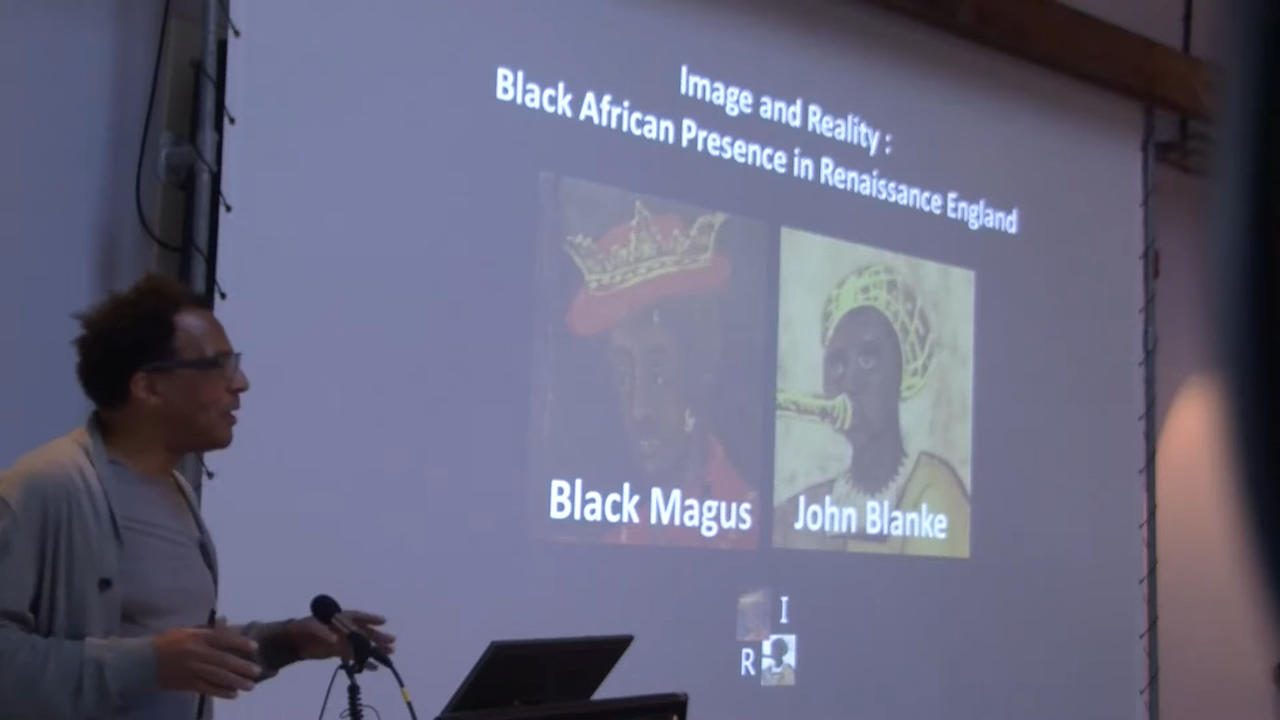 Image and Reality :
Black African Presence in Renaissance England
Black Magus
John Blanke
I
R